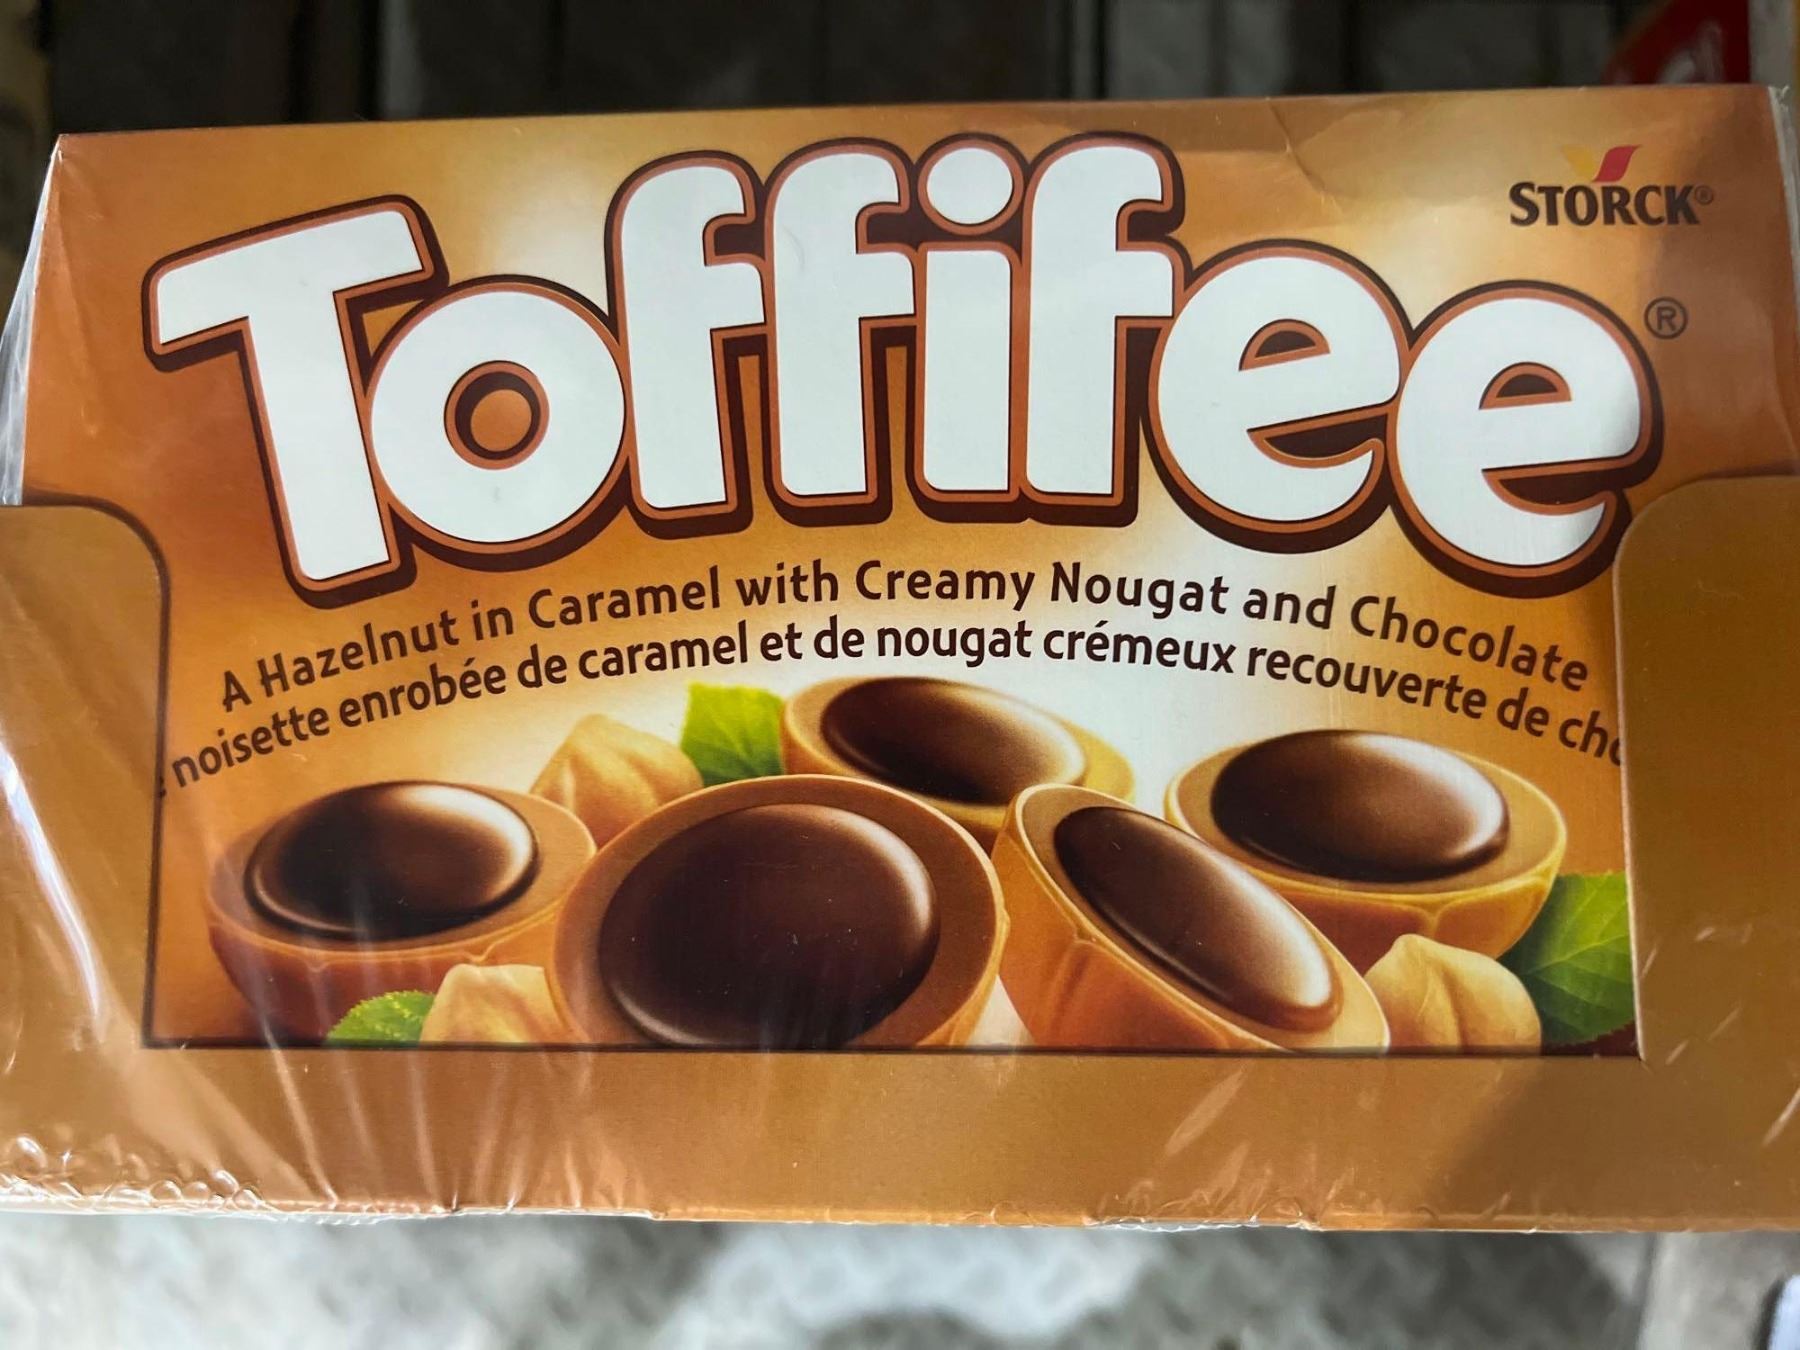 STORCK®
Toffifee®
A Hazelnut in Caramel with Creamy Nougat and Chocolate
noisette enrobée de caramel et de nougat crémeux recouverte de